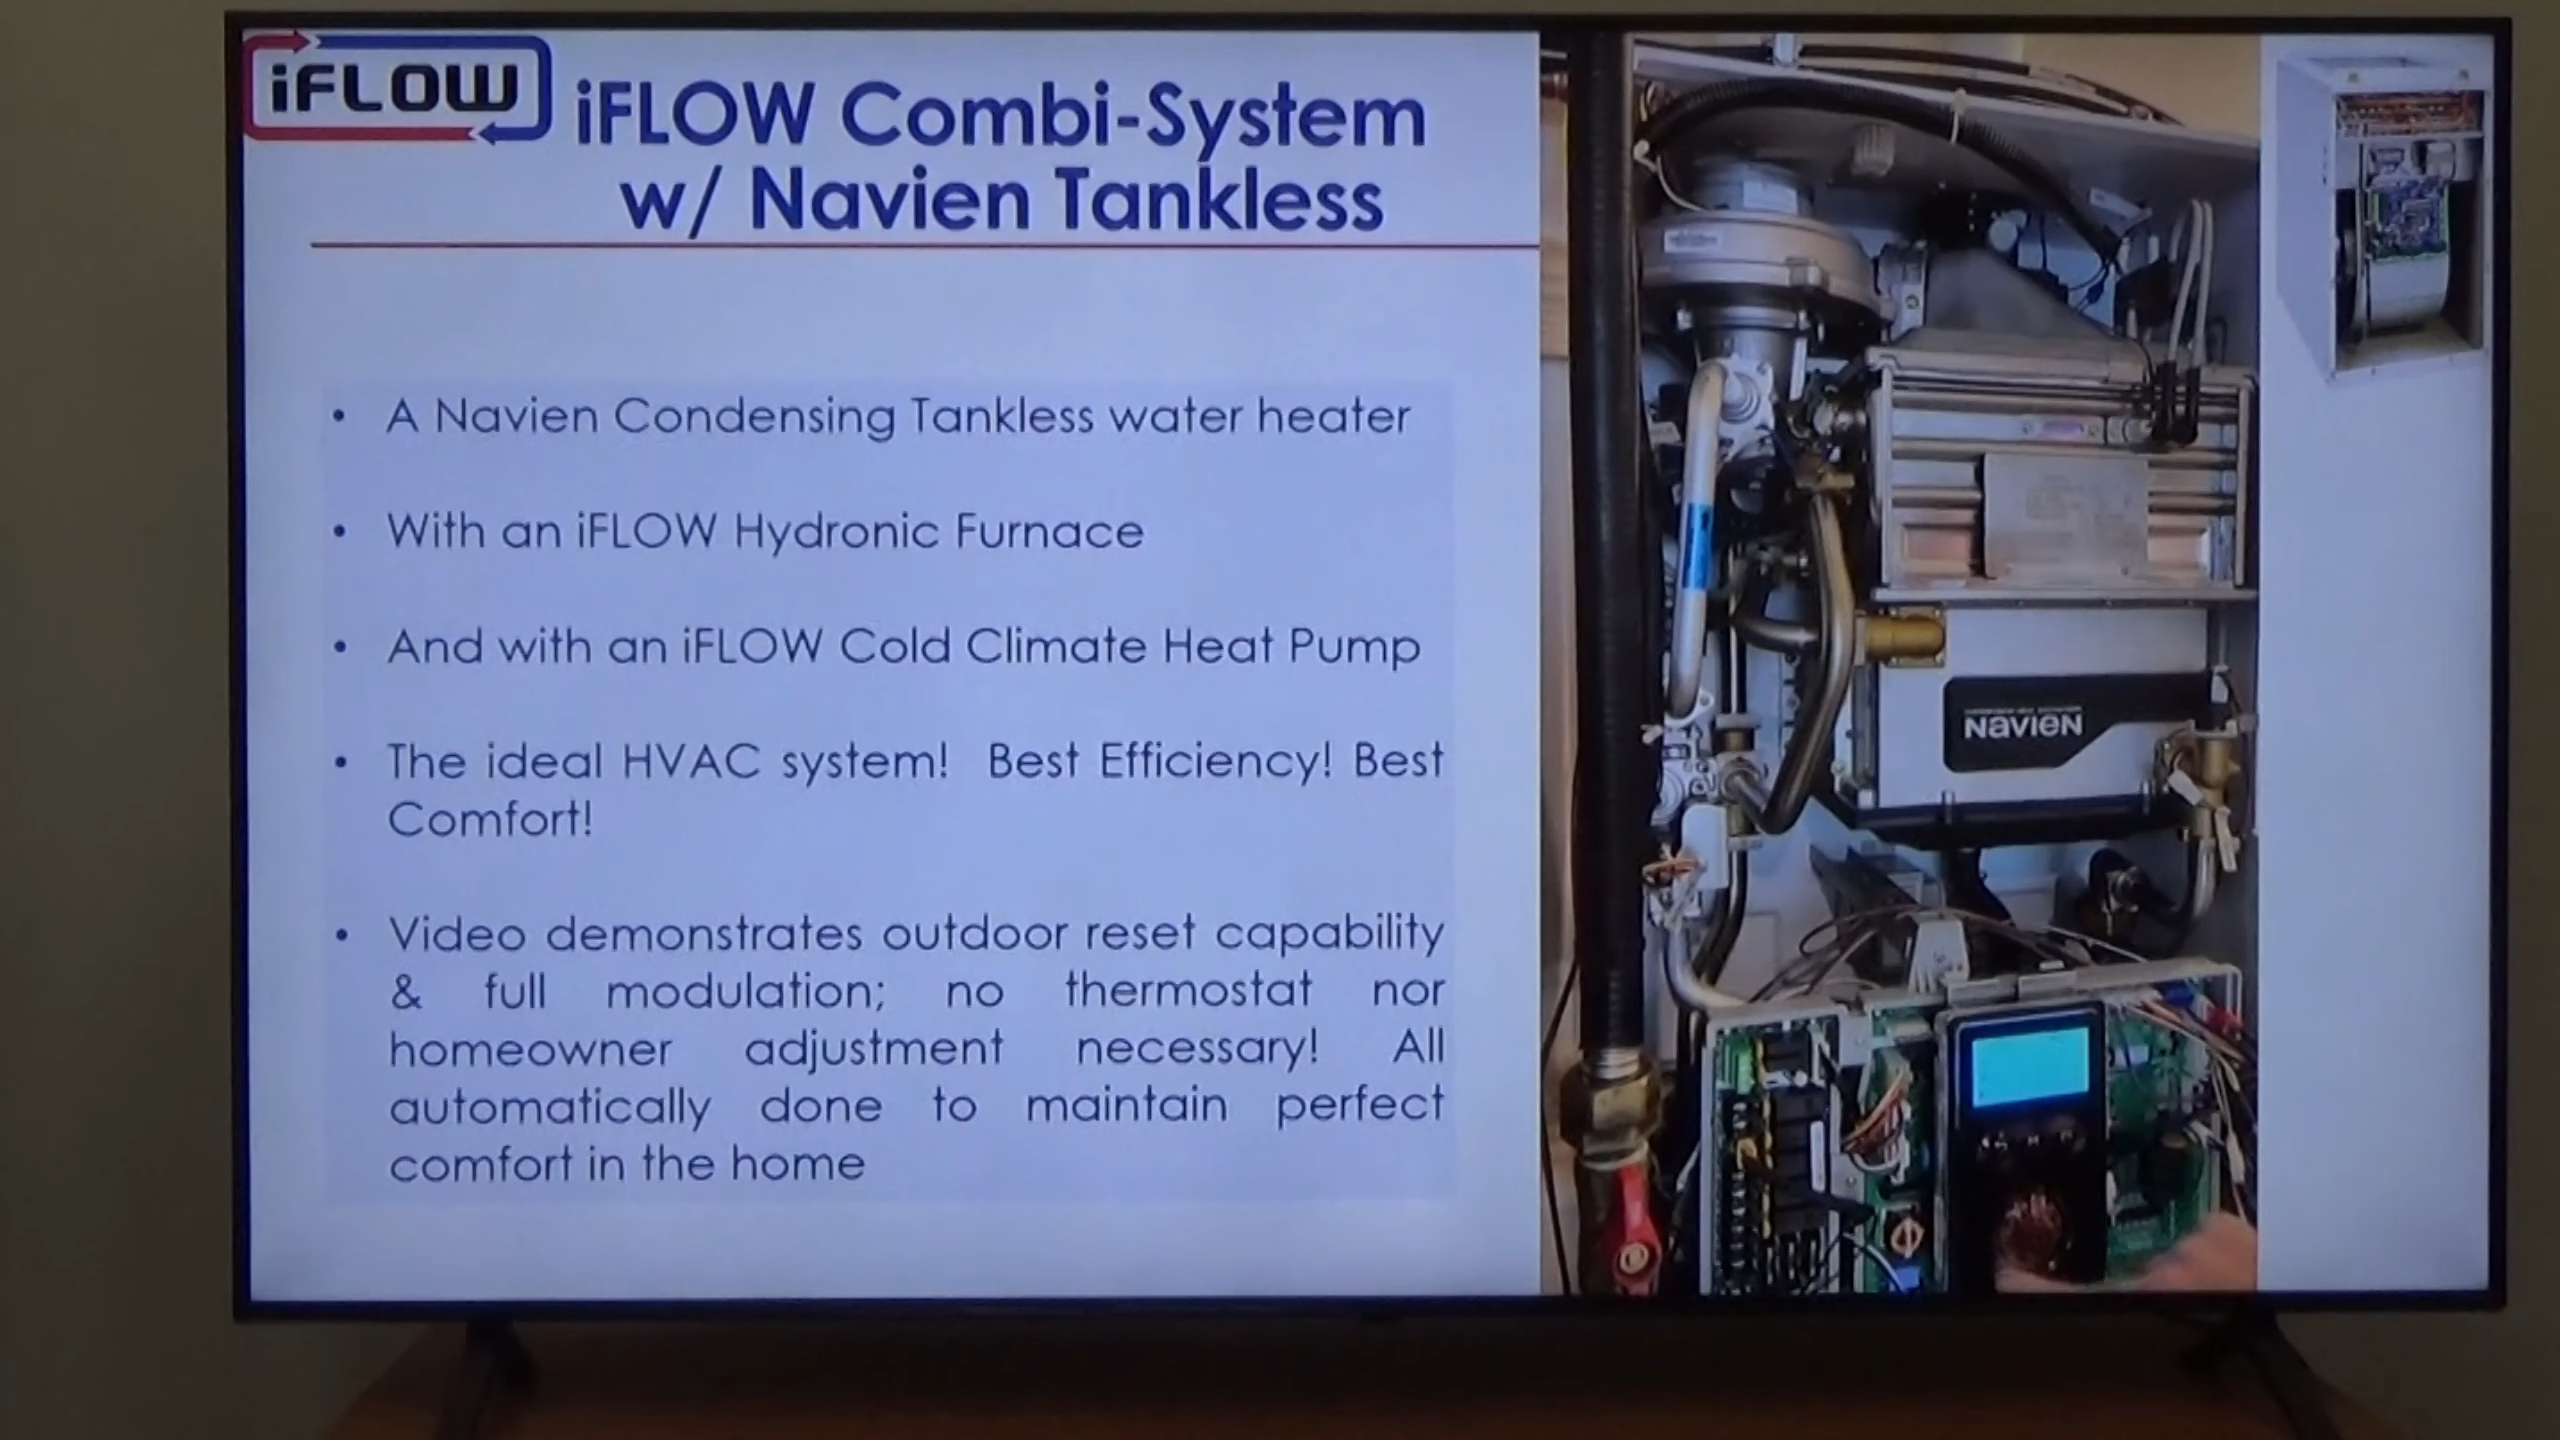 iFLOW
iFLOW Combi-System
w/ Navien Tankless
• A Navien Condensing Tankless water heater
• With an iFLOW Hydronic Furnace
• And with an iFLOW Cold Climate Heat Pump
• The ideal HVAC system!  Best Efficiency! Best
Comfort!
• Video demonstrates outdoor reset capability
& full modulation; no thermostat nor
homeowner adjustment necessary! All
automatically done to maintain perfect
comfort in the home
NAVIEN